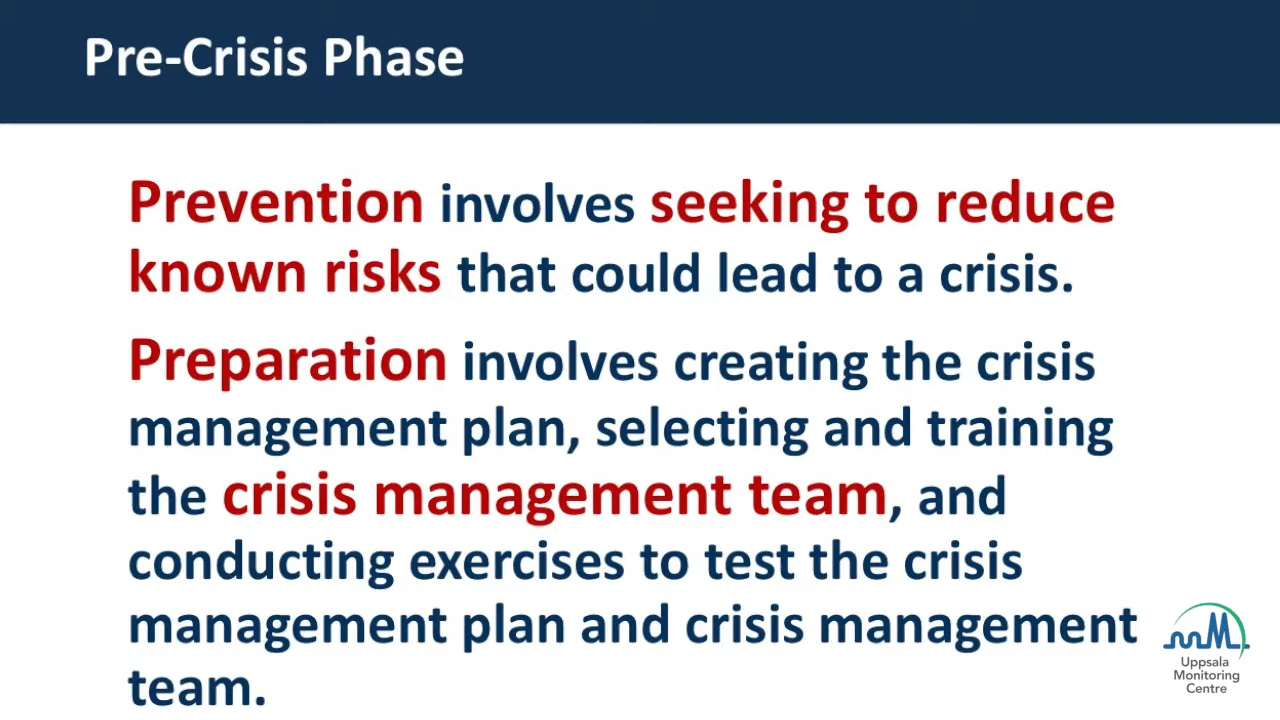 Pre-Crisis Phase
Prevention involves seeking to reduce
known risks that could lead to a crisis.
Preparation involves creating the crisis
management plan, selecting and training
the crisis management team, and
conducting exercises to test the crisis
management plan and crisis management
team.
Uppsala
Monitoring
Centre